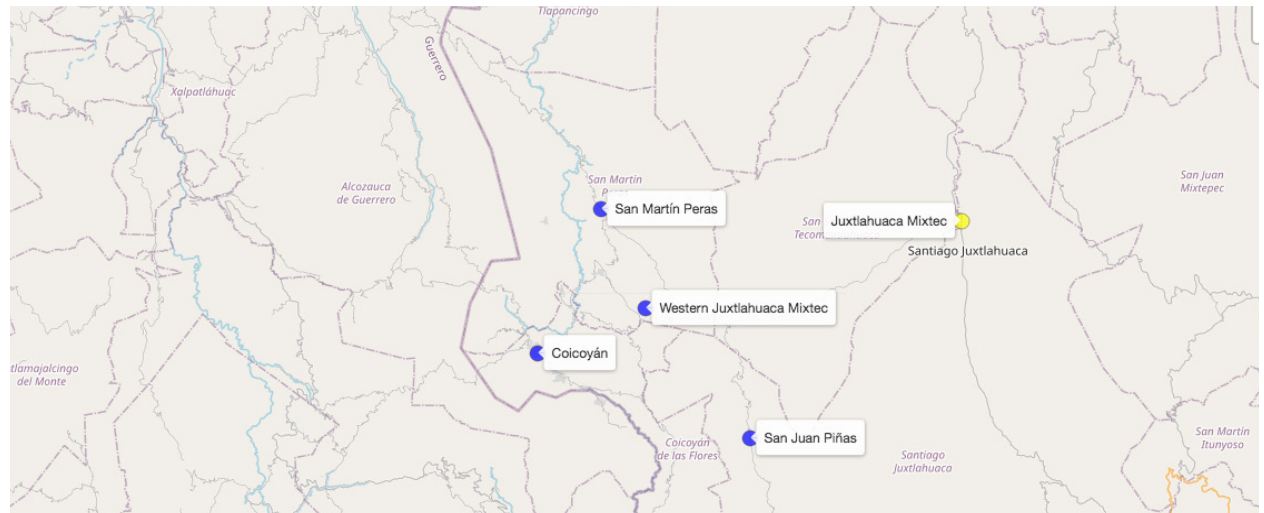 Tlapancingo
Guerrero
Xalpatláhuac
Alcozauca
de Guerrero
San Martín
San Martín Peras
San Juan
Mixtepec
Juxtlahuaca Mixtec
San
Santiago Juxtlahuaca
Western Juxtlahuaca Mixtec
Coicoyán
tlamajalcingo
del Monte
San Juan Piñas
Coicoyán
de las Flores
Santiago
Juxtlahuaca
San Martín
Itunyoso